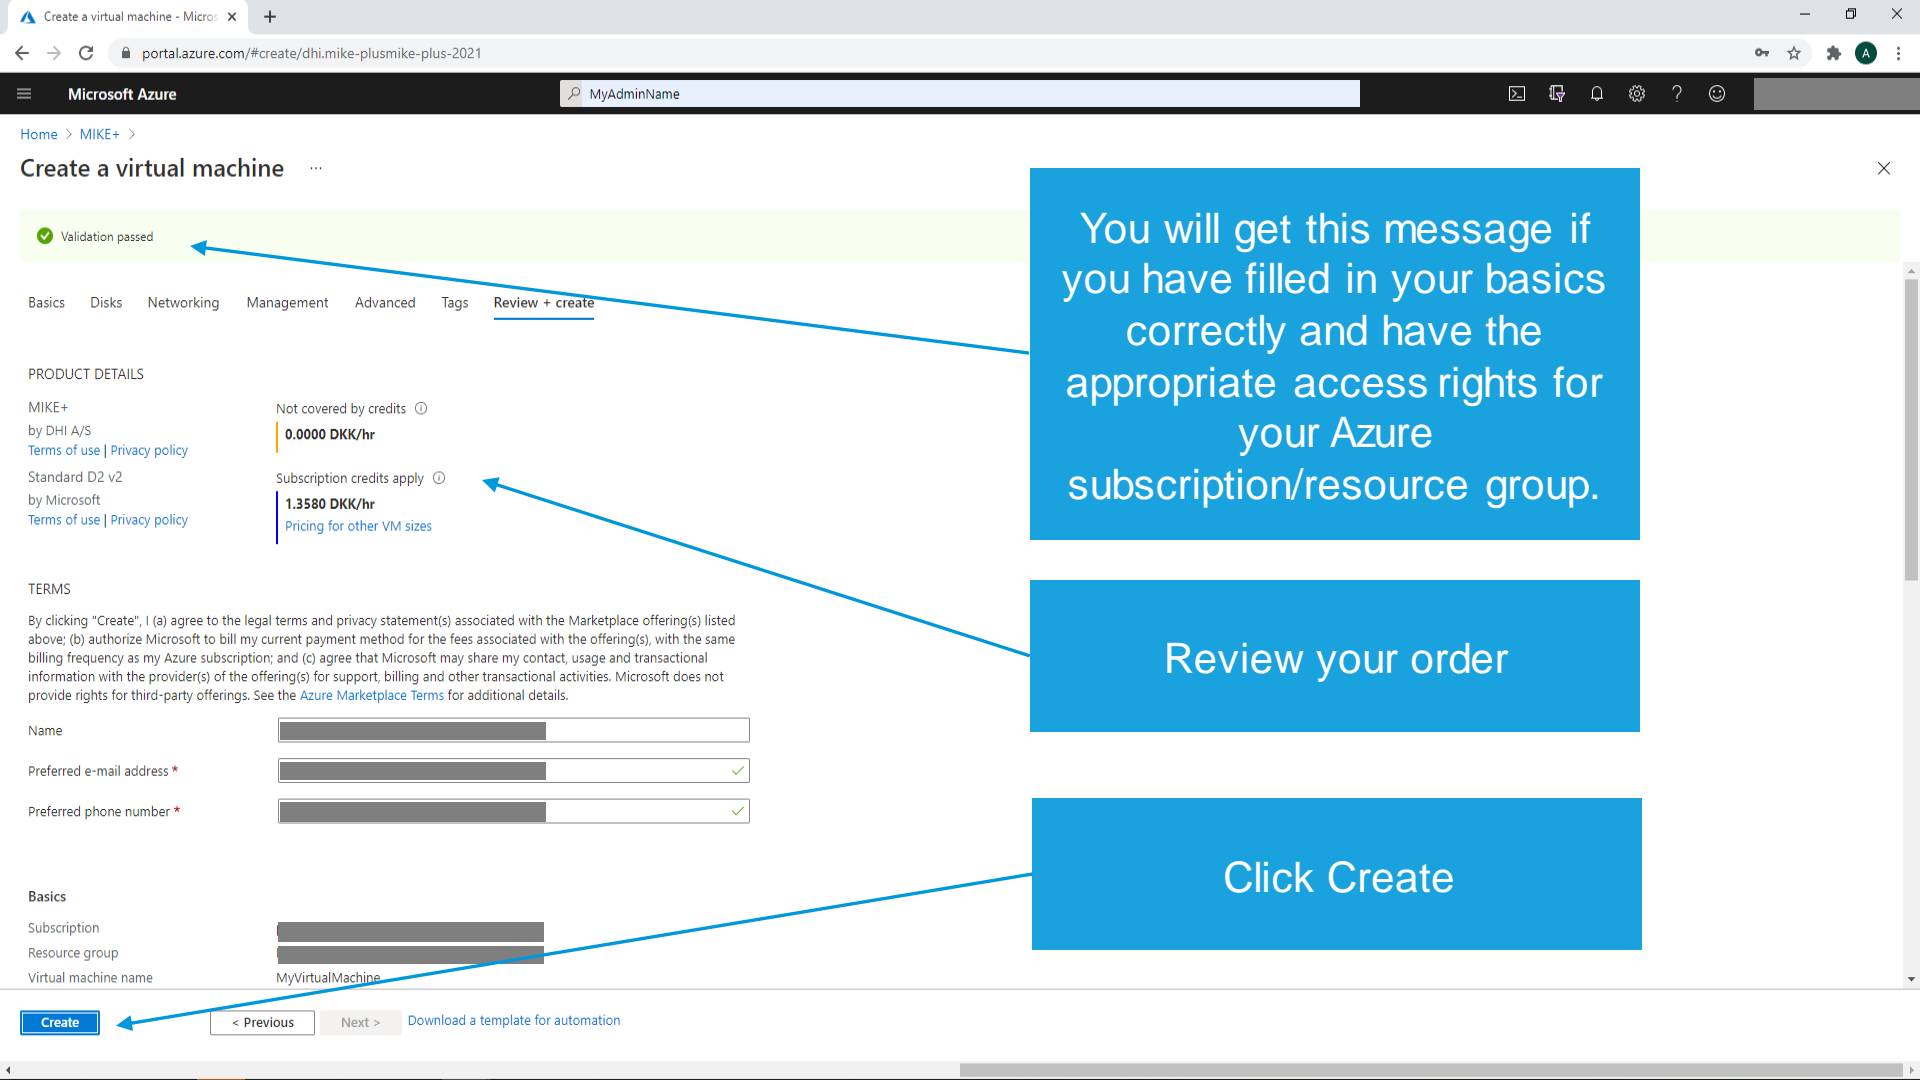 Create a virtual machine - Micros
portal.azure.com/#create/dhi.mike-plusmike-plus-2021
A
Microsoft Azure
MyAdminName
Home > MIKE+ >
Create a virtual machine ...
Validation passed
Basics Disks Networking Management Advanced Tags Review + create
PRODUCT DETAILS
MIKE+
by DHI A/S
Terms of use | Privacy policy
Not covered by credits
0.0000 DKK/hr
Standard D2 v2
by Microsoft
Terms of use | Privacy policy
Subscription credits apply
1.3580 DKK/hr
Pricing for other VM sizes
TERMS
By clicking "Create", I (a) agree to the legal terms and privacy statement(s) associated with the Marketplace offering(s) listed
above; (b) authorize Microsoft to bill my current payment method for the fees associated with the offering(s), with the same
billing frequency as my Azure subscription; and (c) agree that Microsoft may share my contact, usage and transactional
information with the provider(s) of the offering(s) for support, billing and other transactional activities. Microsoft does not
provide rights for third-party offerings. See the Azure Marketplace Terms for additional details.
Name
Preferred e-mail address *
Preferred phone number *
Basics
Subscription
Resource group
Virtual machine name MyVirtualMachine
Create < Previous Next > Download a template for automation
You will get this message if
you have filled in your basics
correctly and have the
appropriate access rights for
your Azure
subscription/resource group.
Review your order
Click Create